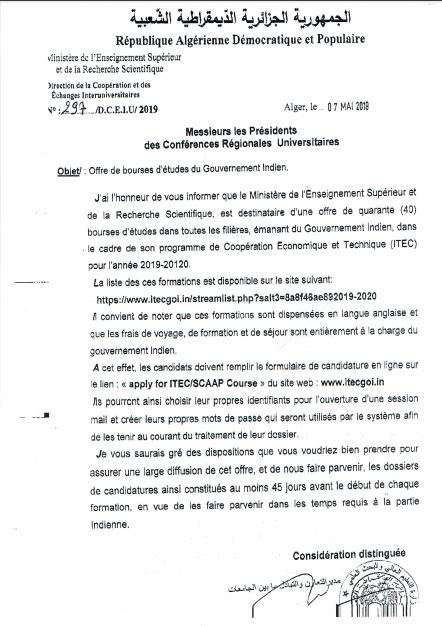 الجمهورية الجزائرية الديمقراطية الشعبية
République Algérienne Démocratique et Populaire
Ministère de l'Enseignement Supérieur
et de la Recherche Scientifique
Direction de la Coopération et des
Échanges Interuniversitaires
N° : 297 /D.C.E.I.U/ 2019
Alger, le 07 MAI 2019
Messieurs les Présidents
des Conférences Régionales Universitaires
Objet/ : Offre de bourses d'études du Gouvernement Indien.
J'ai l'honneur de vous informer que le Ministère de l'Enseignement Supérieur et
de la Recherche Scientifique, est destinataire d'une offre de quarante (40)
bourses d'études dans toutes les filières, émanant du Gouvernement Indien, dans
le cadre de son programme de Coopération Economique et Technique (ITEC)
pour l'année 2019-20120.
La liste des ces formations est disponible sur le site suivant:
https://www.itecgoi.in/streamlist.php?salt3=8a8f46ae892019-2020
Il convient de noter que ces formations sont dispensées en langue anglaise et
que les frais de voyage, de formation et de séjour sont entièrement à la charge du
gouvernement Indien.
A cet effet, les candidats doivent remplir le formulaire de candidature en ligne sur
le lien : « apply for ITEC/SCAAP Course » du site web : www.itecgoi.in
Ils pourront ainsi choisir leur propres identifiants pour l'ouverture d'une session
mail et créer leurs propres mots de passe qui seront utilisés par le système afin
de les tenir au courant du traitement de leur dossier.
Je vous saurais gré des dispositions que vous voudriez bien prendre pour
assurer une large diffusion de cet offre, et de nous faire parvenir, les dossiers
de candidatures ainsi constitués au moins 45 jours avant le début de chaque
formation, en vue de les faire parvenir dans les temps requis à la partie
Indienne.
Considération distinguée
مدير التعاون والتبادل ما بين الجامعات